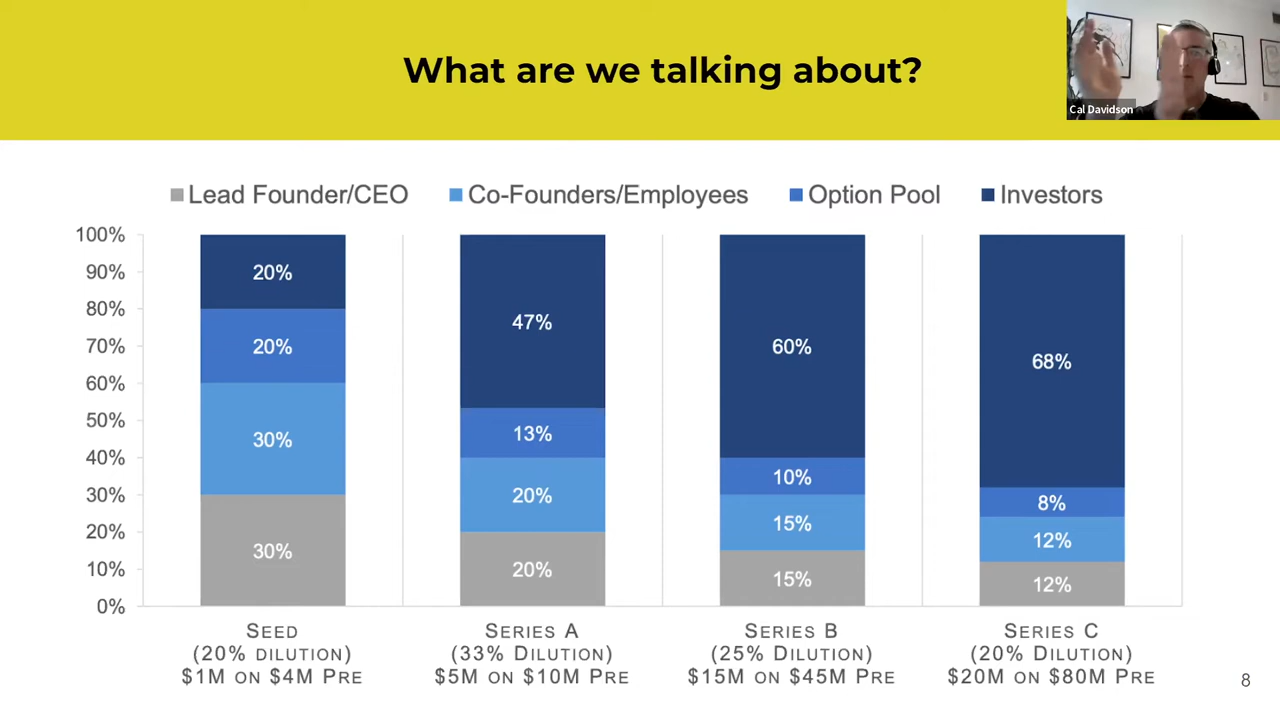 What are we talking about?
Cal Davidson
Lead Founder/CEO Co-Founders/Employees Option Pool Investors
100%
90%
80%
70%
60%
50%
40%
30%
20%
10%
0%
20%
20%
30%
30%
47%
13%
20%
20%
60%
10%
15%
15%
68%
8%
12%
12%
SEED
(20% DILUTION)
$1M ON $4M PRE
SERIES A
(33% DILUTION)
$5M ON $10M PRE
SERIES B
(25% DILUTION)
$15M ON $45M PRE
SERIES C
(20% DILUTION)
$20M ON $80M PRE
8